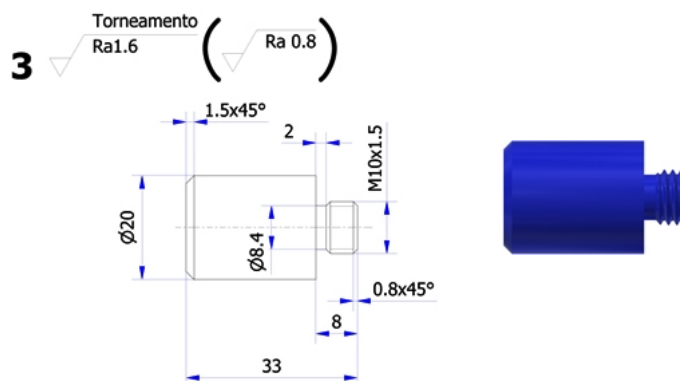 Torneamento
3 Ra1.6 ( Ra 0.8 )
1.5x45°
2
M10x1.5
Ø20
Ø8.4
0.8x45°
8
33